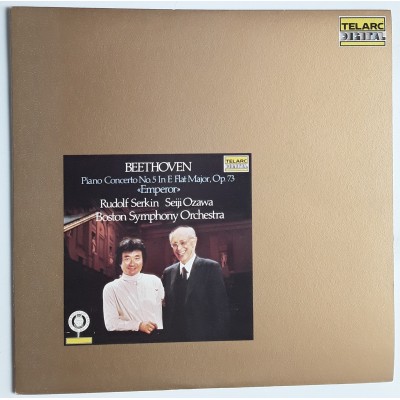 TELARC
DIGITAL
BEETHOVEN
TELARC
DIGITAL
Piano Concerto No.5 In E Flat Major, Op.73
«Emperor»
Rudolf Serkin Seiji Ozawa
Boston Symphony Orchestra